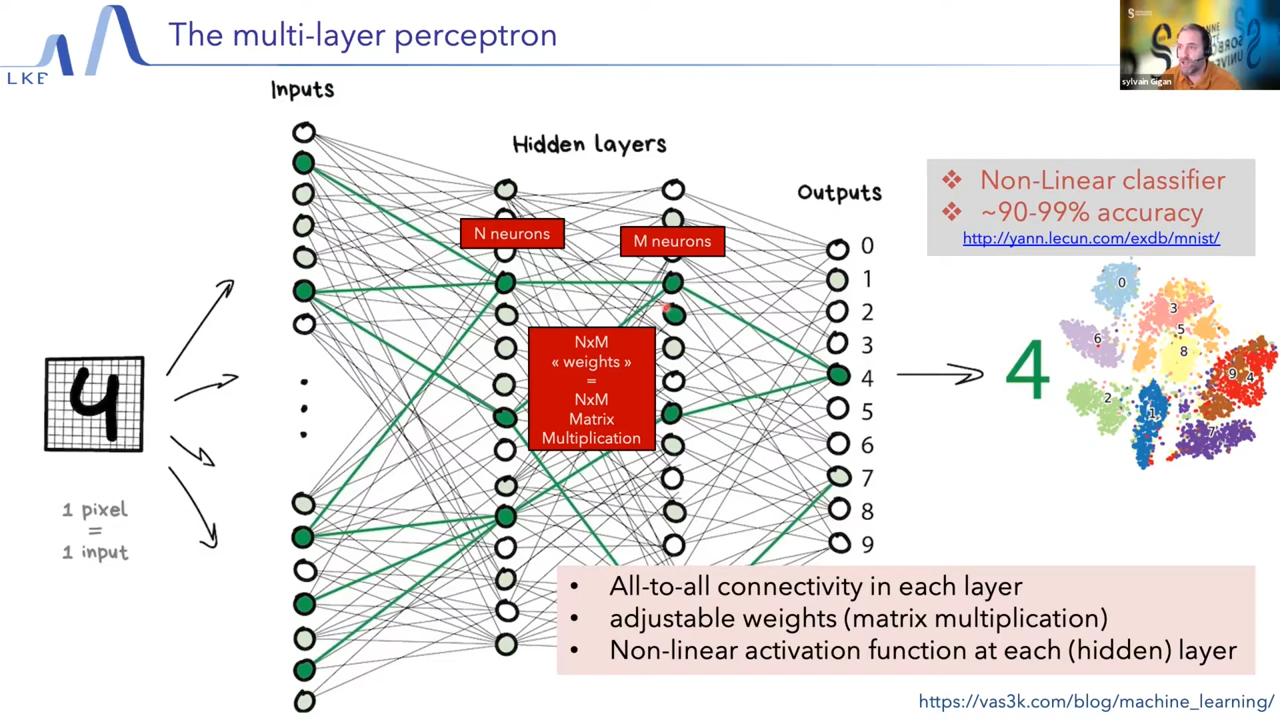 The multi-layer perceptron
LKB
sylvain Gigan
Inputs
Hidden layers
Outputs
N neurons
M neurons
NxM
« weights »
=
NxM
Matrix
Multiplication
0
1
2
3
4
5
6
7
8
9
4
1 pixel
=
1 input
4
❖ Non-Linear classifier
❖ ~90-99% accuracy
http://yann.lecun.com/exdb/mnist/
0
3
5
6
8
9
4
2
1
7
• All-to-all connectivity in each layer
• adjustable weights (matrix multiplication)
• Non-linear activation function at each (hidden) layer
https://vas3k.com/blog/machine_learning/